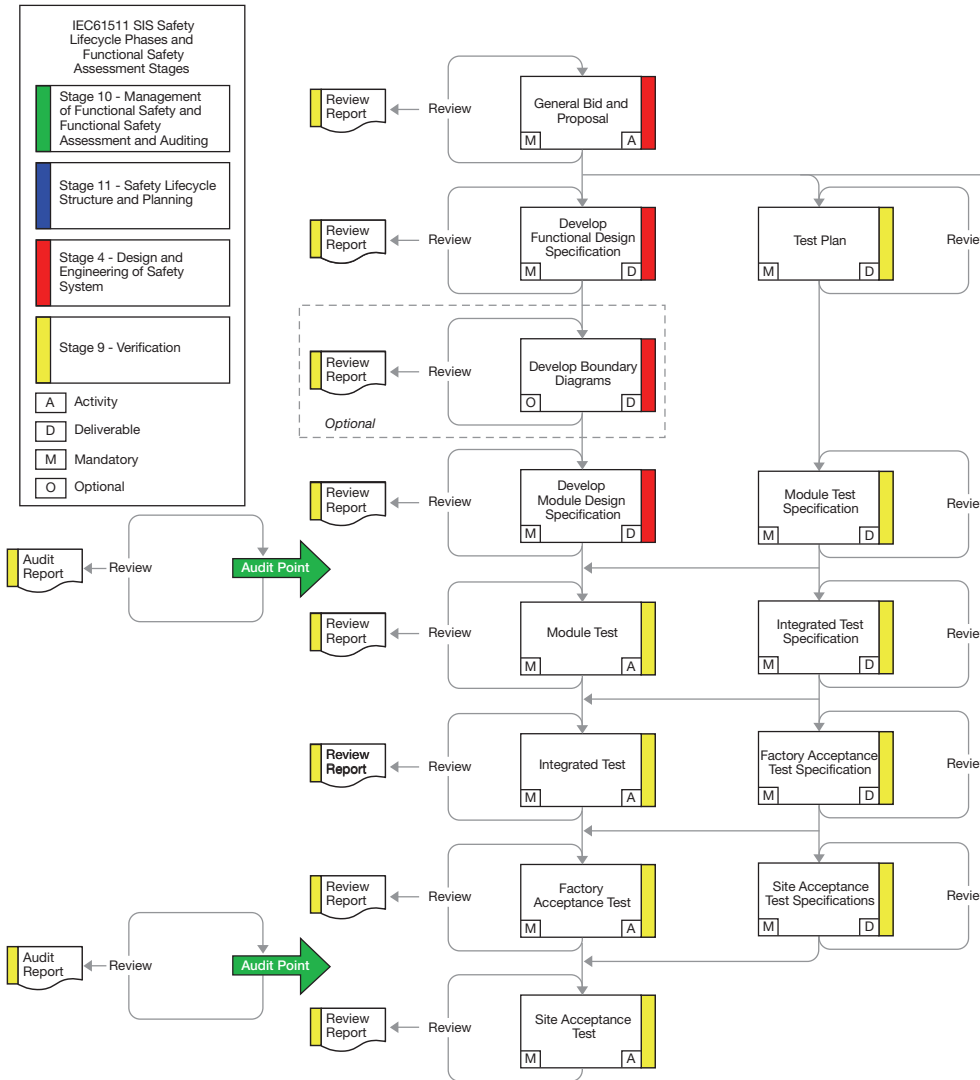 IEC61511 SIS Safety
Lifecycle Phases and
Functional Safety
Assessment Stages
Stage 10 - Management
of Functional Safety and
Functional Safety
Assessment and Auditing
Stage 11 - Safety Lifecycle
Structure and Planning
Stage 4 - Design and
Engineering of Safety
System
Stage 9 - Verification
A Activity
D Deliverable
M Mandatory
O Optional
Review
Report
Review
General Bid and
Proposal
M A
Review
Report
Review
Develop
Functional Design
Specification
M D
Test Plan
M D
Revie
Review
Report
Review
Develop Boundary
Diagrams
O D
Optional
Review
Report
Review
Develop
Module Design
Specification
M D
Module Test
Specification
M D
Revie
Audit
Report
Review
Audit Point
Review
Report
Review
Module Test
M A
Integrated Test
Specification
M D
Revie
Review
Report
Review
Integrated Test
M A
Factory Acceptance
Test Specification
M D
Revie
Review
Report
Review
Factory
Acceptance Test
M A
Site Acceptance
Test Specifications
M D
Revie
Audit
Report
Review
Audit Point
Review
Report
Review
Site Acceptance
Test
M A